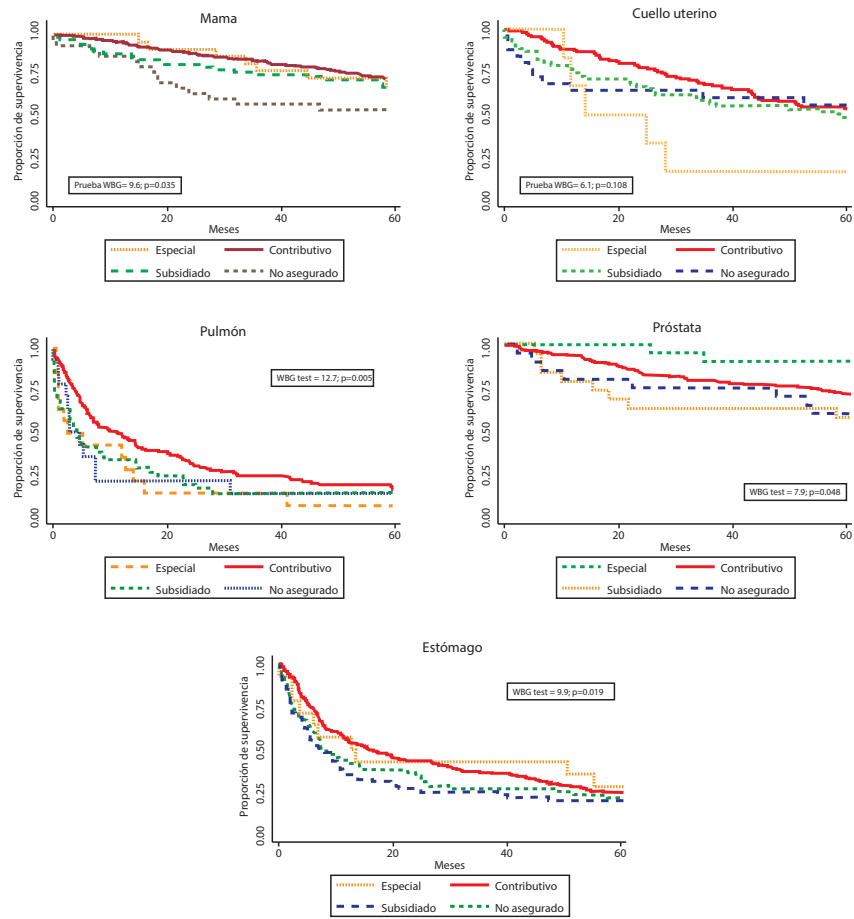 Mama
Proporción de supervivencia
1.00
0.75
0.50
0.25
0.00
Prueba WBG= 9.6; p=0.035
0 20 40 60
Meses
Especial Contributivo
Subsidiado No asegurado
Cuello uterino
Proporción de supervivencia
1.00
0.75
0.50
0.25
0.00
Prueba WBG= 6.1; p=0.108
0 20 40 60
Meses
Especial Contributivo
Subsidiado No asegurado
Pulmón
Proporción de supervivencia
1.00
0.75
0.50
0.25
0.00
WBG test = 12.7; p=0.005
0 20 40 60
Meses
Especial Contributivo
Subsidiado No asegurado
Próstata
Proporción de supervivencia
1.00
0.75
0.50
0.25
0.00
WBG test = 7.9; p=0.048
0 20 40 60
Meses
Especial Contributivo
Subsidiado No asegurado
Estómago
Proporción de supervivencia
1.00
0.75
0.50
0.25
0.00
WBG test = 9.9; p=0.019
0 20 40 60
Meses
Especial Contributivo
Subsidiado No asegurado